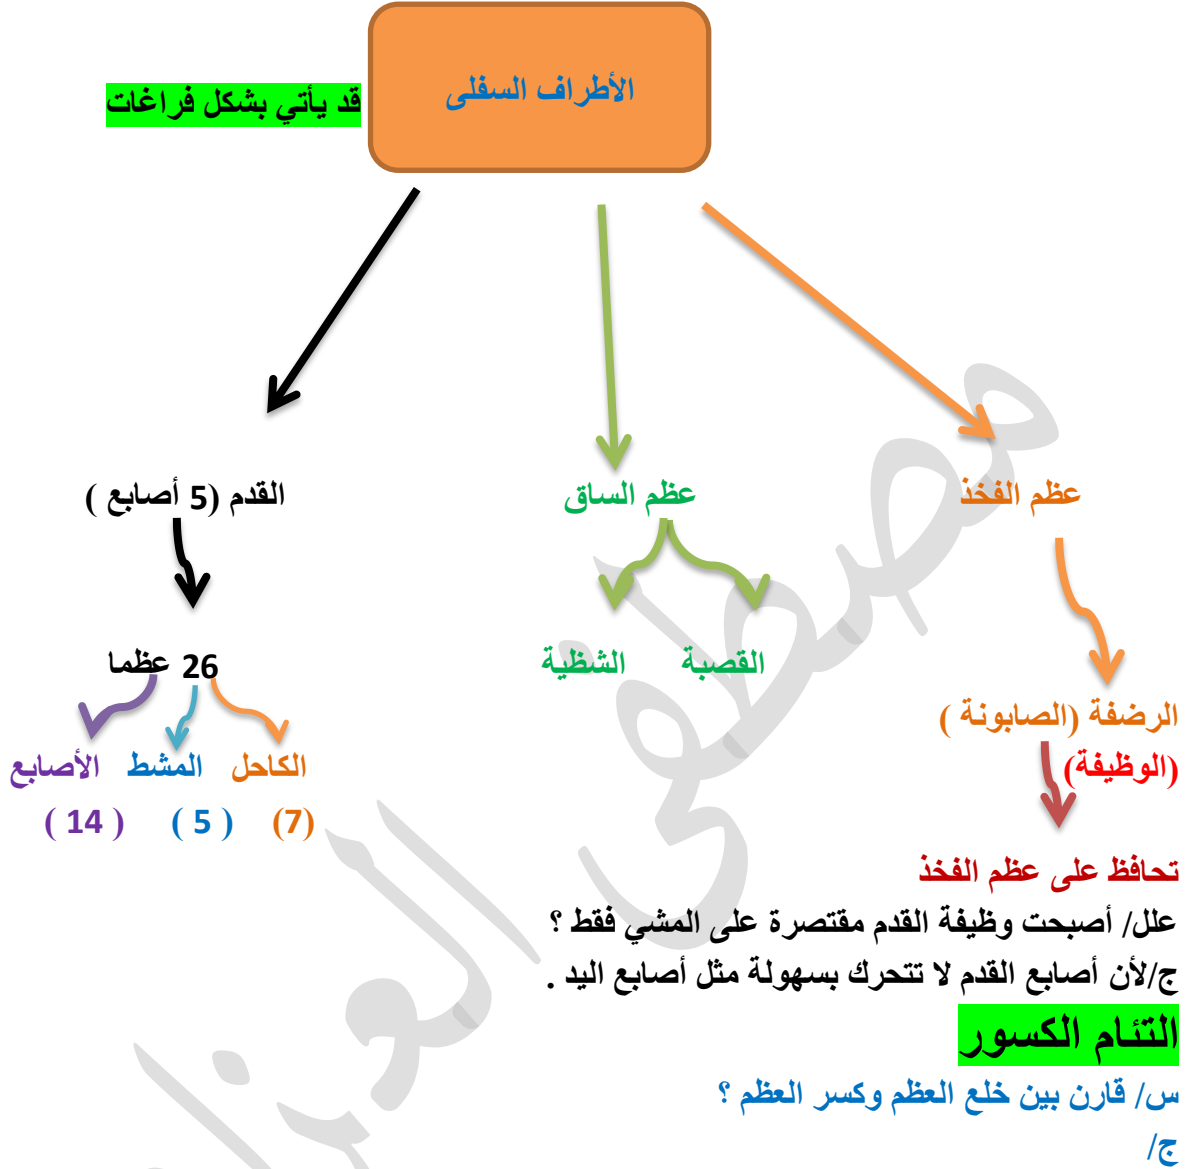 الأطراف السفلى
قد يأتي بشكل فراغات
عظم الفخذ
عظم الساق
القدم (5 أصابع )
القصبة
الشظية
26 عظما
الرضفة (الصابونة )
(الوظيفة)
الكاحل
المشط
الأصابع
(7)
( 5 )
( 14 )
تحافظ على عظم الفخذ
علل/ أصبحت وظيفة القدم مقتصرة على المشي فقط ؟
ج/لأن أصابع القدم لا تتحرك بسهولة مثل أصابع اليد .
التئام الكسور
س/ قارن بين خلع العظم وكسر العظم ؟
ج/
مصطفى